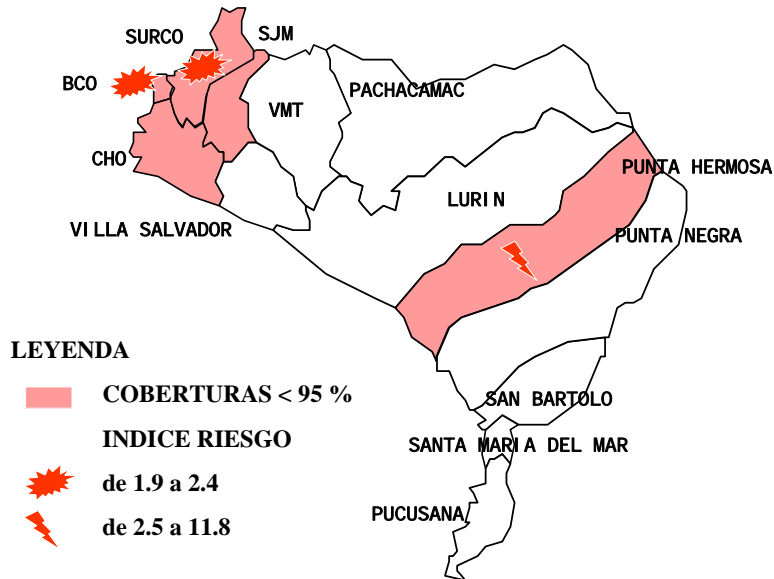 SURCO
SJM
BCO
VMT
PACHACAMAC
CHO
PUNTA HERMOSA
LURIN
VILLA SALVADOR
PUNTA NEGRA
LEYENDA
COBERTURAS < 95 %
SAN BARTOLO
INDICE RIESGO
SANTA MARIA DEL MAR
de 1.9 a 2.4
PUCUSANA
de 2.5 a 11.8